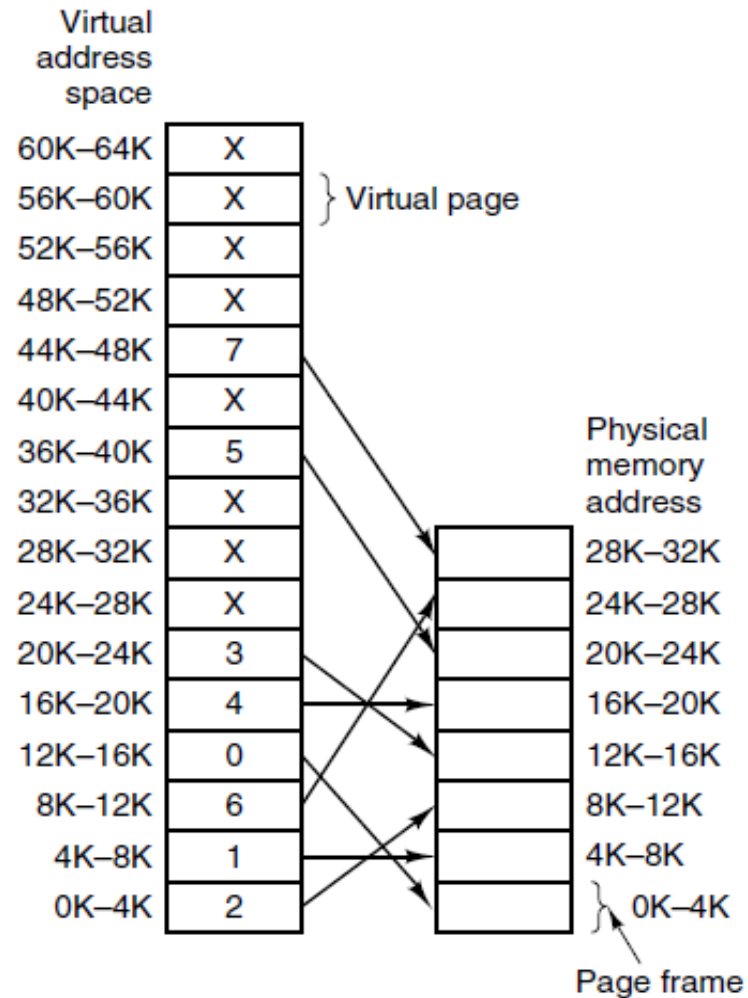 Virtual
address
space
60K–64K X
56K–60K X Virtual page
52K–56K X
48K–52K X
44K–48K 7
40K–44K X
36K–40K 5
32K–36K X
28K–32K X
24K–28K X
20K–24K 3
16K–20K 4
12K–16K 0
8K–12K 6
4K–8K 1
0K–4K 2
Physical
memory
address
28K–32K
24K–28K
20K–24K
16K–20K
12K–16K
8K–12K
4K–8K
0K–4K
Page frame